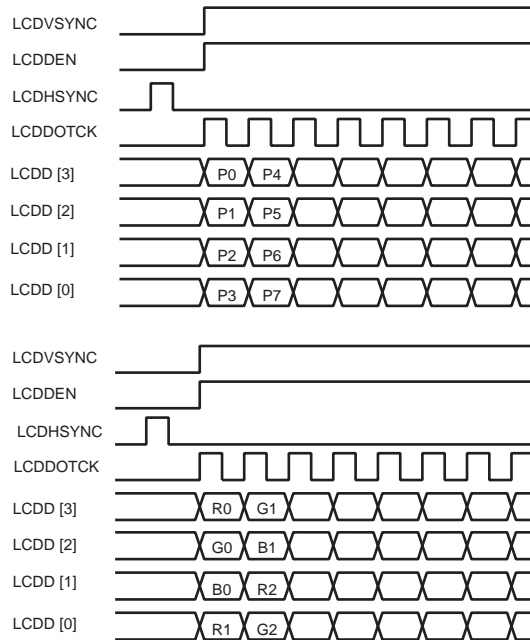 LCDVSYNC
LCDDEN
LCDHSYNC
LCDDOTCK
LCDD [3] P0 P4
LCDD [2] P1 P5
LCDD [1] P2 P6
LCDD [0] P3 P7
LCDVSYNC
LCDDEN
LCDHSYNC
LCDDOTCK
LCDD [3] R0 G1
LCDD [2] G0 B1
LCDD [1] B0 R2
LCDD [0] R1 G2